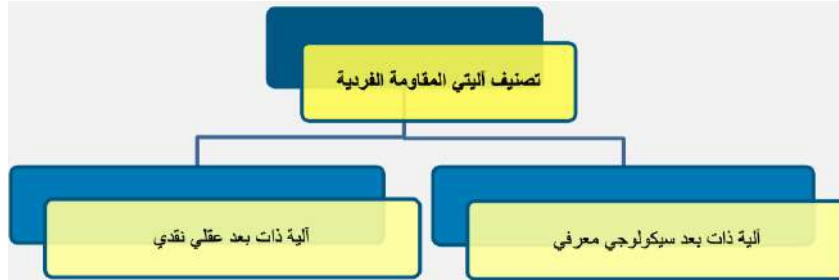 تصنيف آليتي المقاومة الفردية
آلية ذات بعد سيكولوجي معرفي
آلية ذات بعد عقلي نقدي